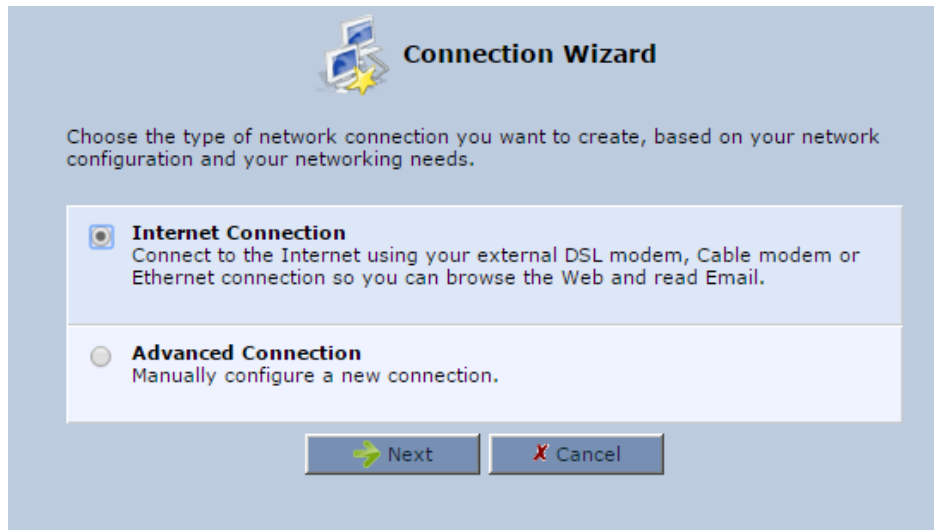 Connection Wizard
Choose the type of network connection you want to create, based on your network
configuration and your networking needs.
Internet Connection
Connect to the Internet using your external DSL modem, Cable modem or
Ethernet connection so you can browse the Web and read Email.
Advanced Connection
Manually configure a new connection.
Next
Cancel